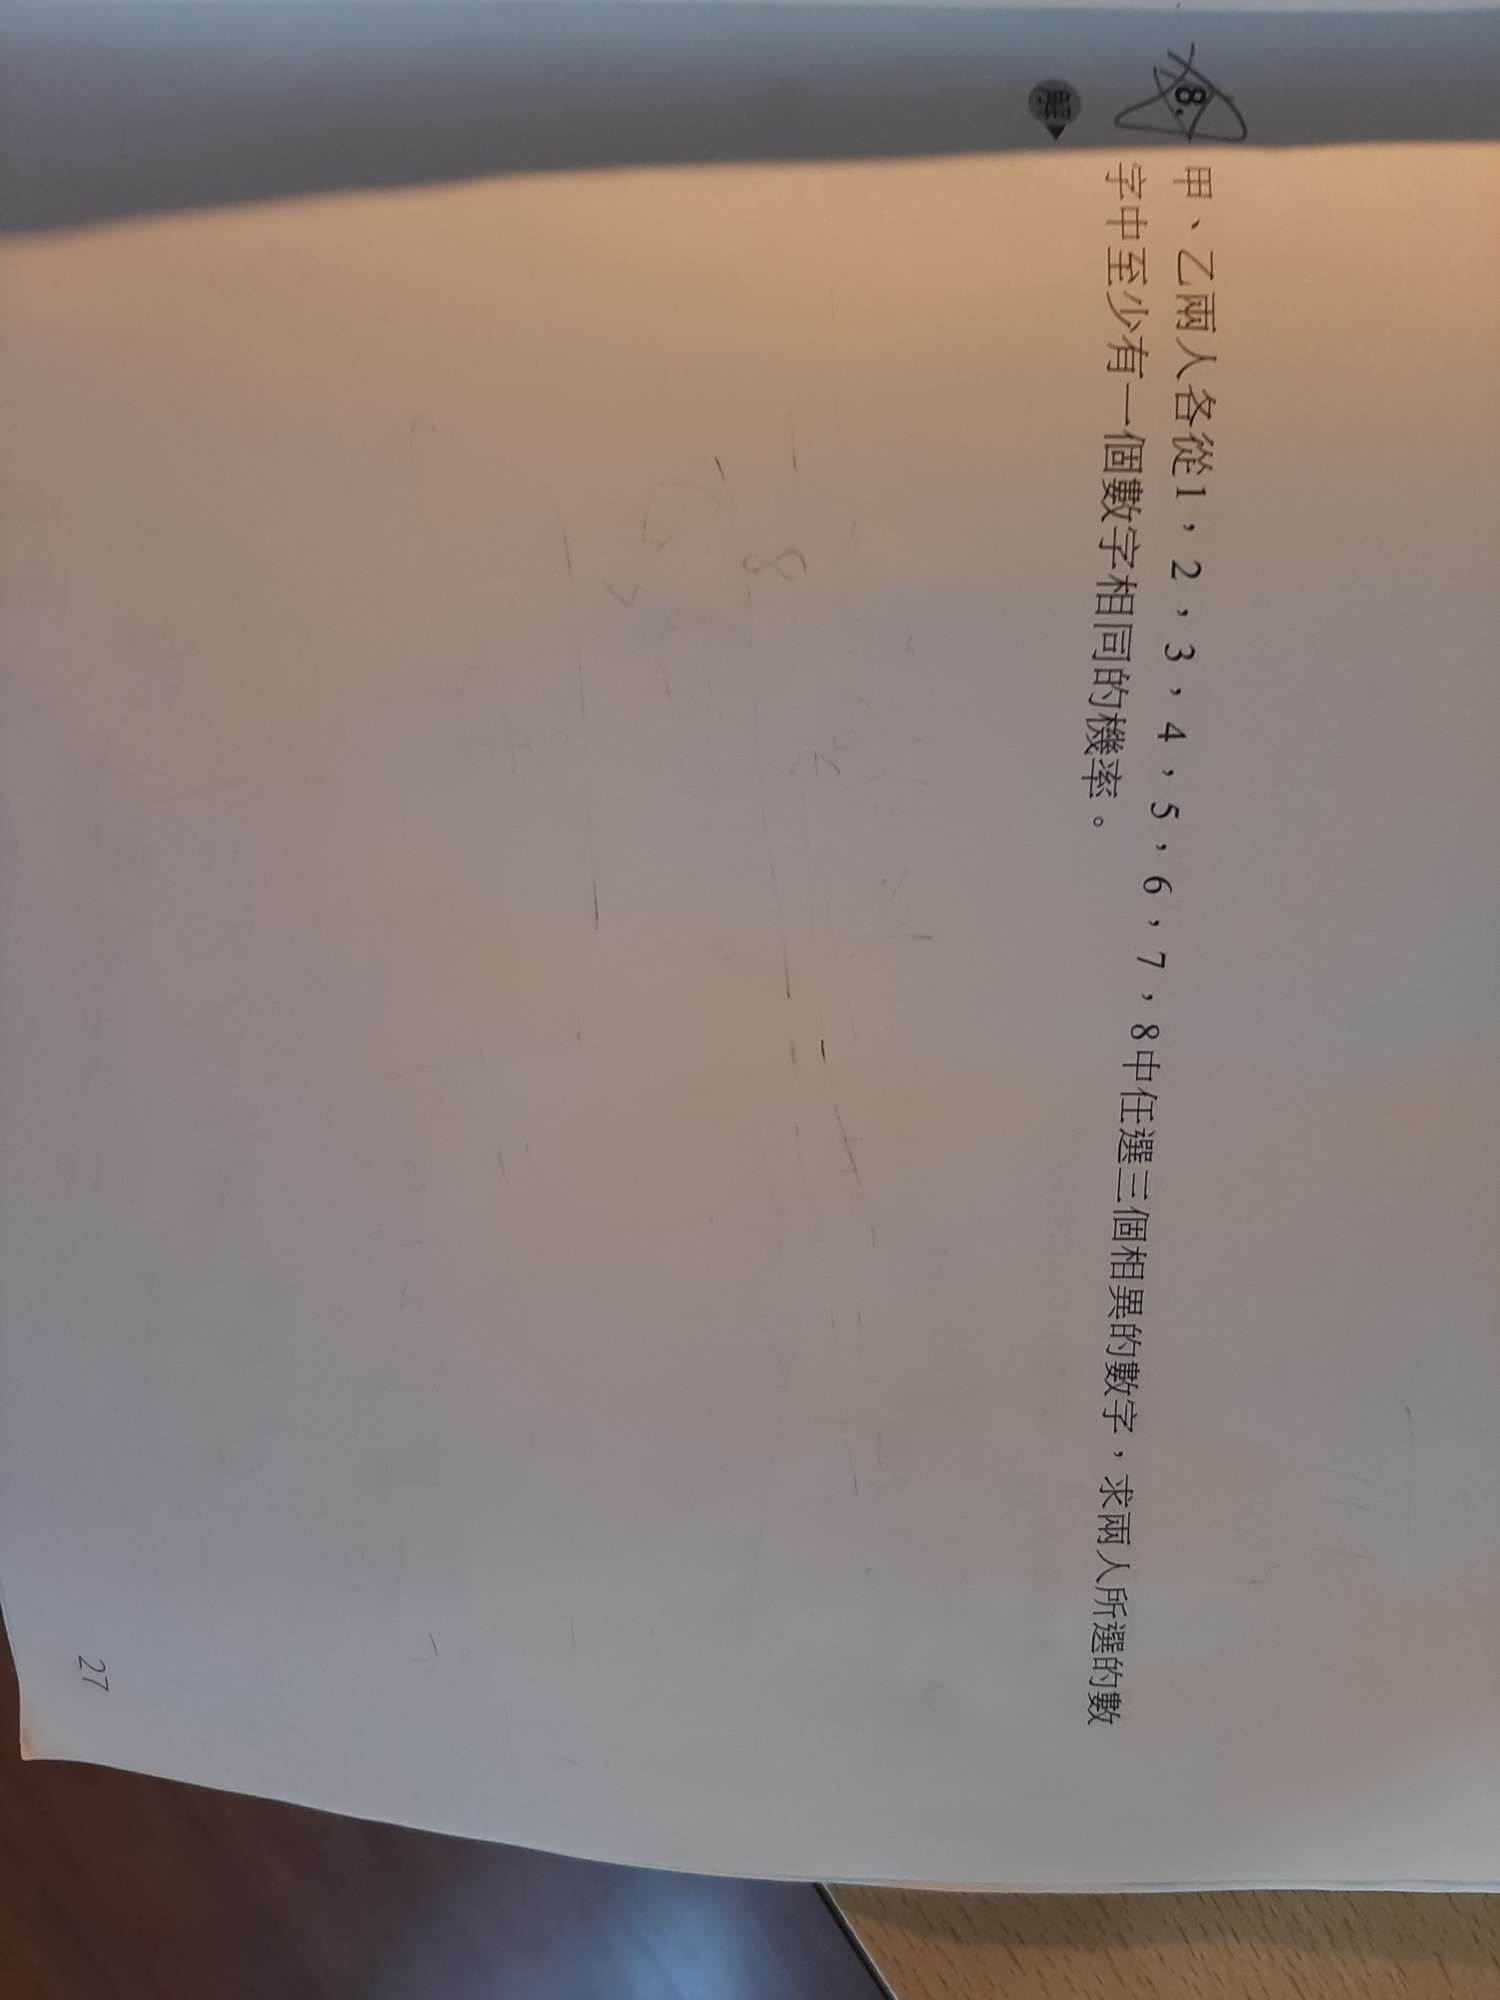 8. 甲、乙兩人各從1，2，3，4，5，6，7，8中任選三個相異的數字，求兩人所選的數
字中至少有一個數字相同的機率。
解
27